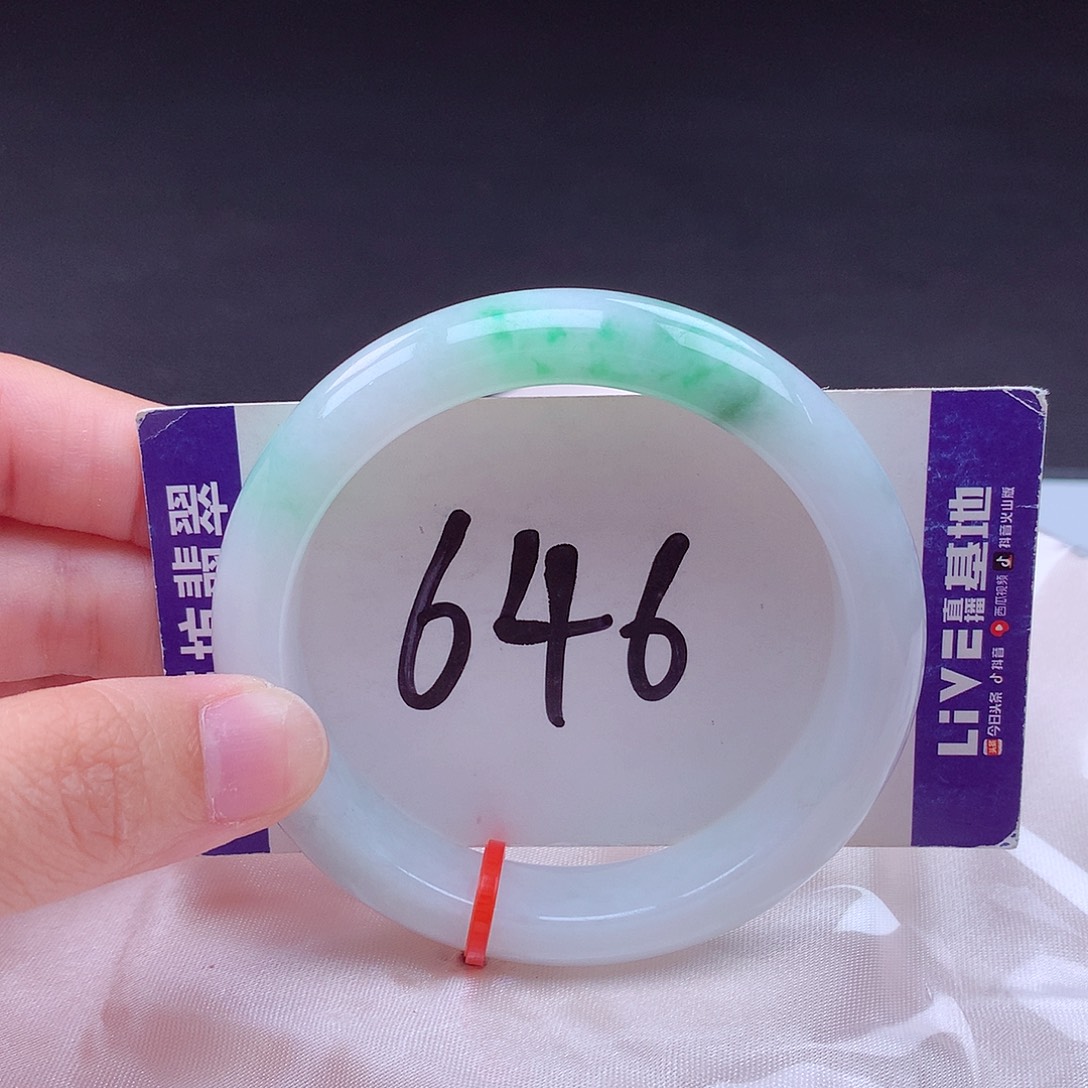 646
坊翡翠
LiVE直播基地
今日头条 抖音 西瓜视频 抖音火山版